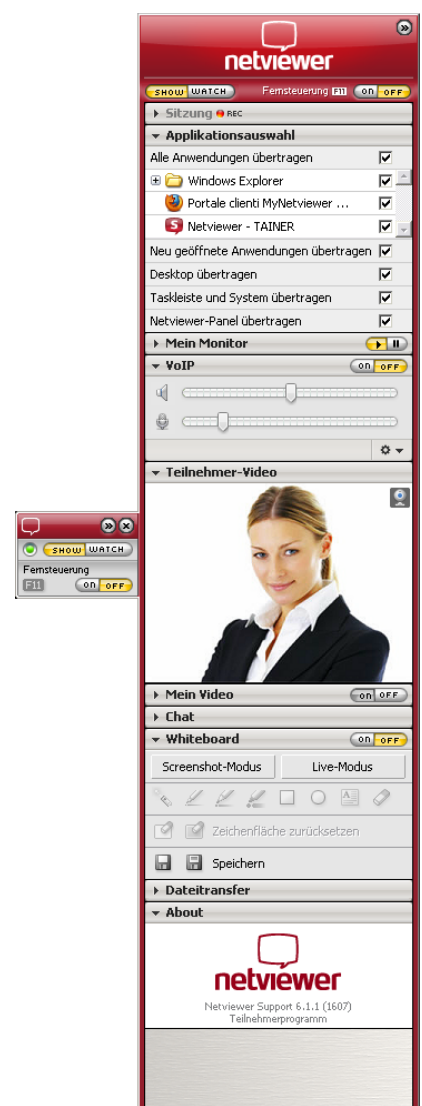 netviewer
SHOW WATCH Fernsteuerung F11 ON OFF
Sitzung REC
Applikationsauswahl
Alle Anwendungen übertragen
Windows Explorer
Portale clienti MyNetviewer ...
Netviewer - TAINER
Neu geöffnete Anwendungen übertragen
Desktop übertragen
Taskleiste und System übertragen
Netviewer-Panel übertragen
Mein Monitor
VoIP ON OFF
Teilnehmer-Video
SHOW WATCH
Fernsteuerung
F11 ON OFF
Mein Video ON OFF
Chat
Whiteboard ON OFF
Screenshot-Modus Live-Modus
Zeichenfläche zurücksetzen
Speichern
Dateitransfer
About
netviewer
Netviewer Support 6.1.1 (1607)
Teilnehmerprogramm